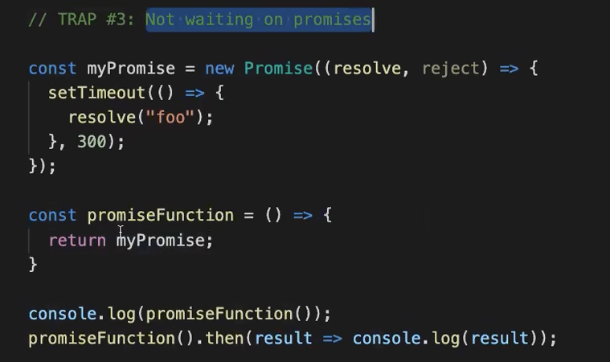 // TRAP #3: Not waiting on promises
const myPromise = new Promise((resolve, reject) => {
setTimeout(() => {
resolve("foo");
}, 300);
});
const promiseFunction = () => {
return myPromise;
}
console.log(promiseFunction());
promiseFunction().then(result => console.log(result));